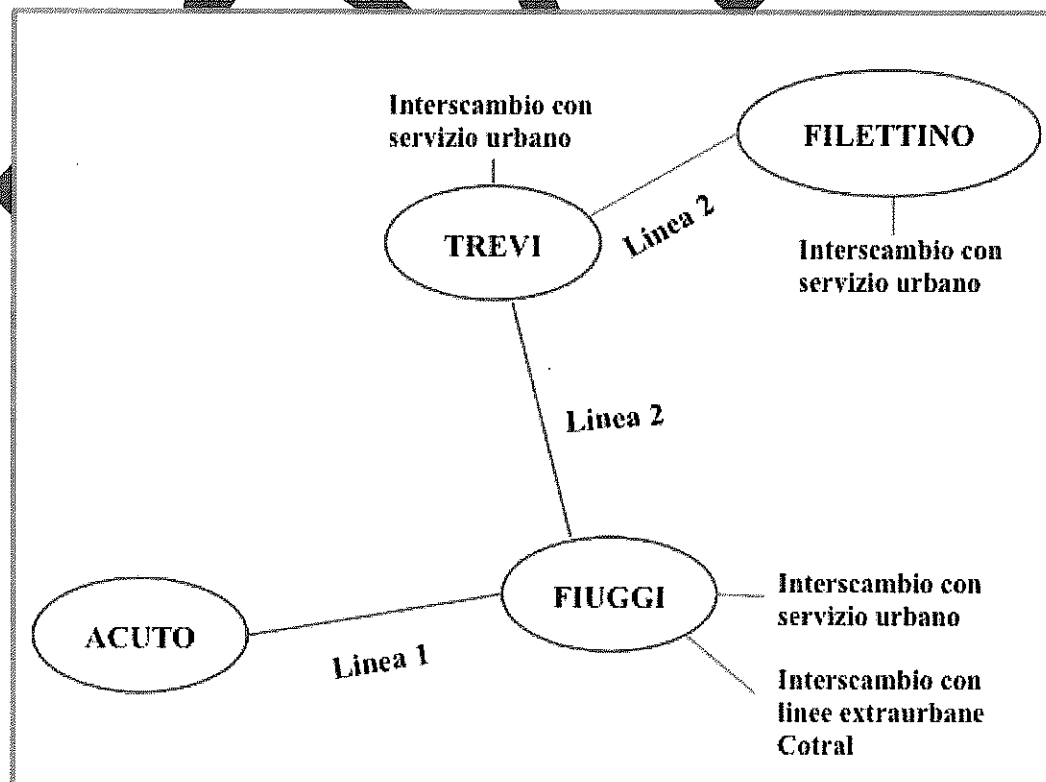 Interscambio con
servizio urbano
FILETTINO
TREVI
Linea 2
Interscambio con
servizio urbano
Linea 2
FIUGGI
Interscambio con
servizio urbano
ACUTO
Linea 1
Interscambio con
linee extraurbane
Cotral